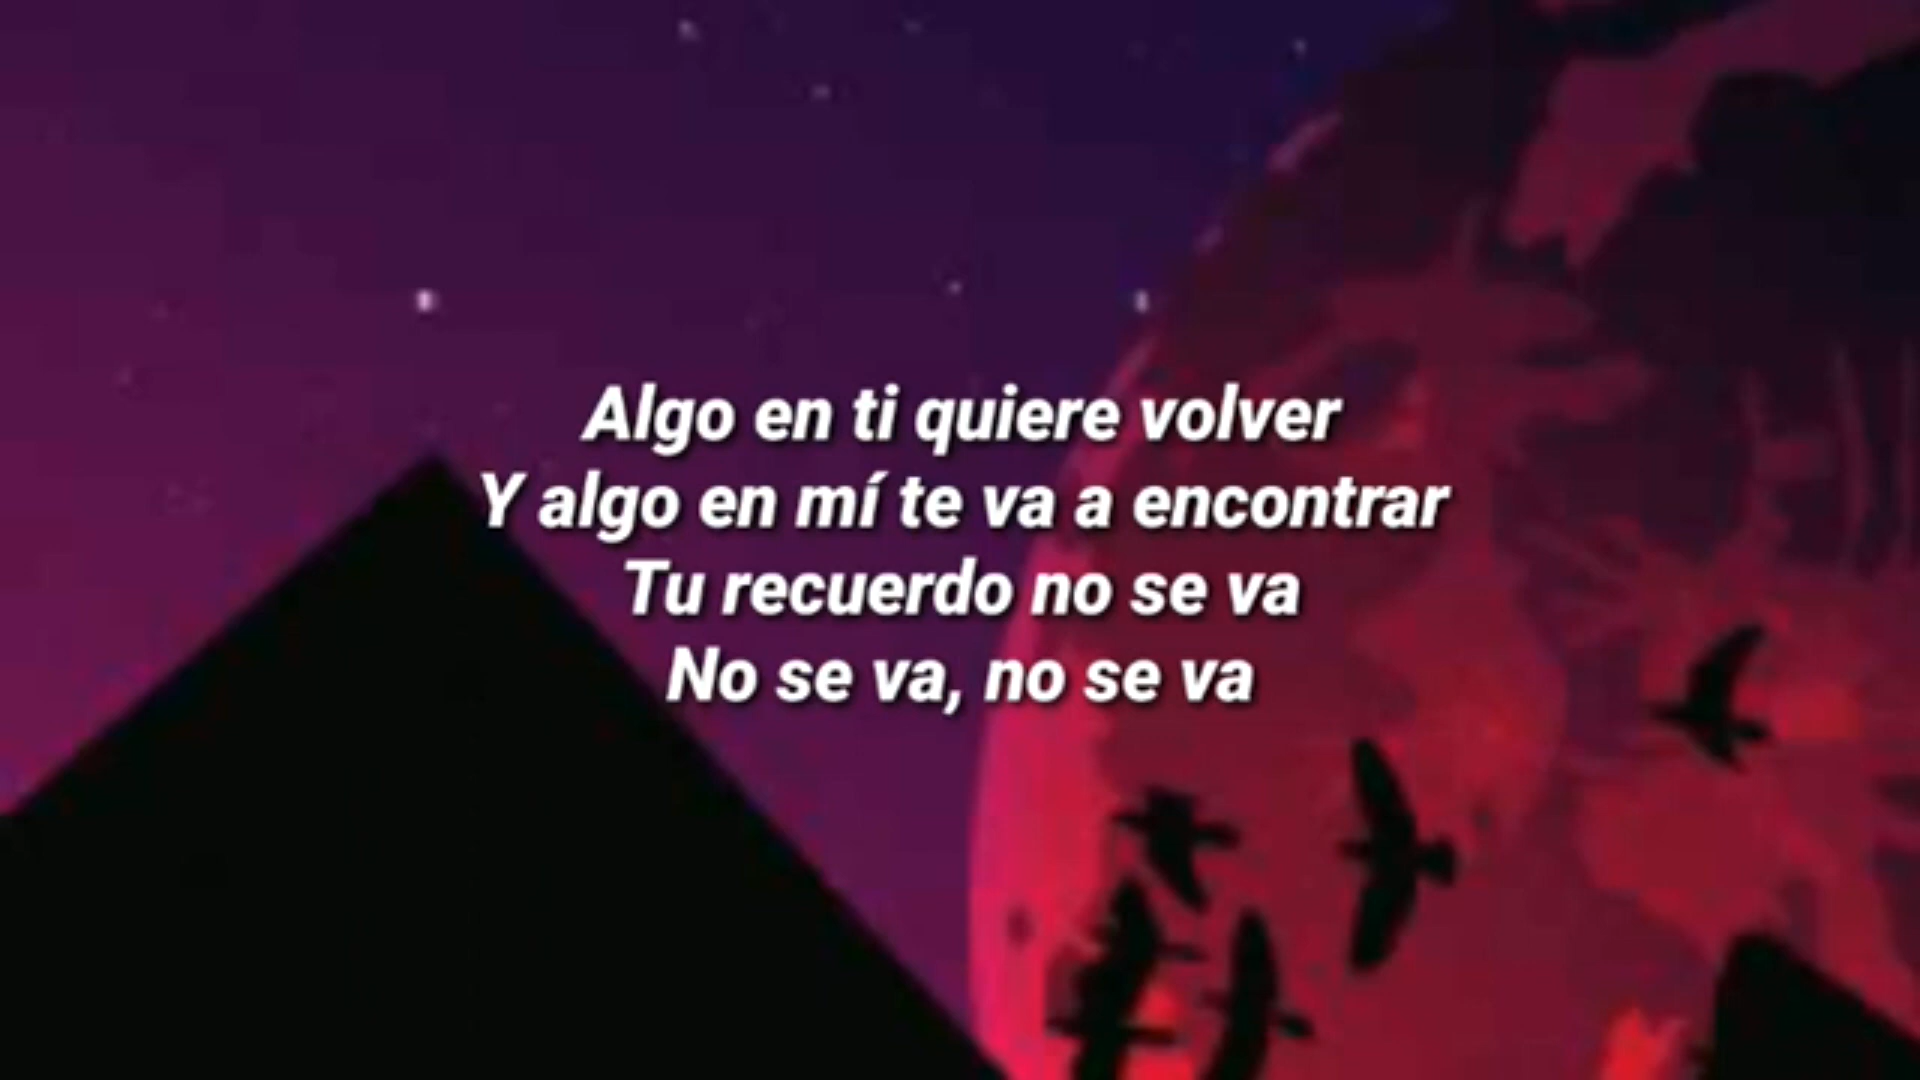 Algo en ti quiere volver
Y algo en mí te va a encontrar
Tu recuerdo no se va
No se va, no se va